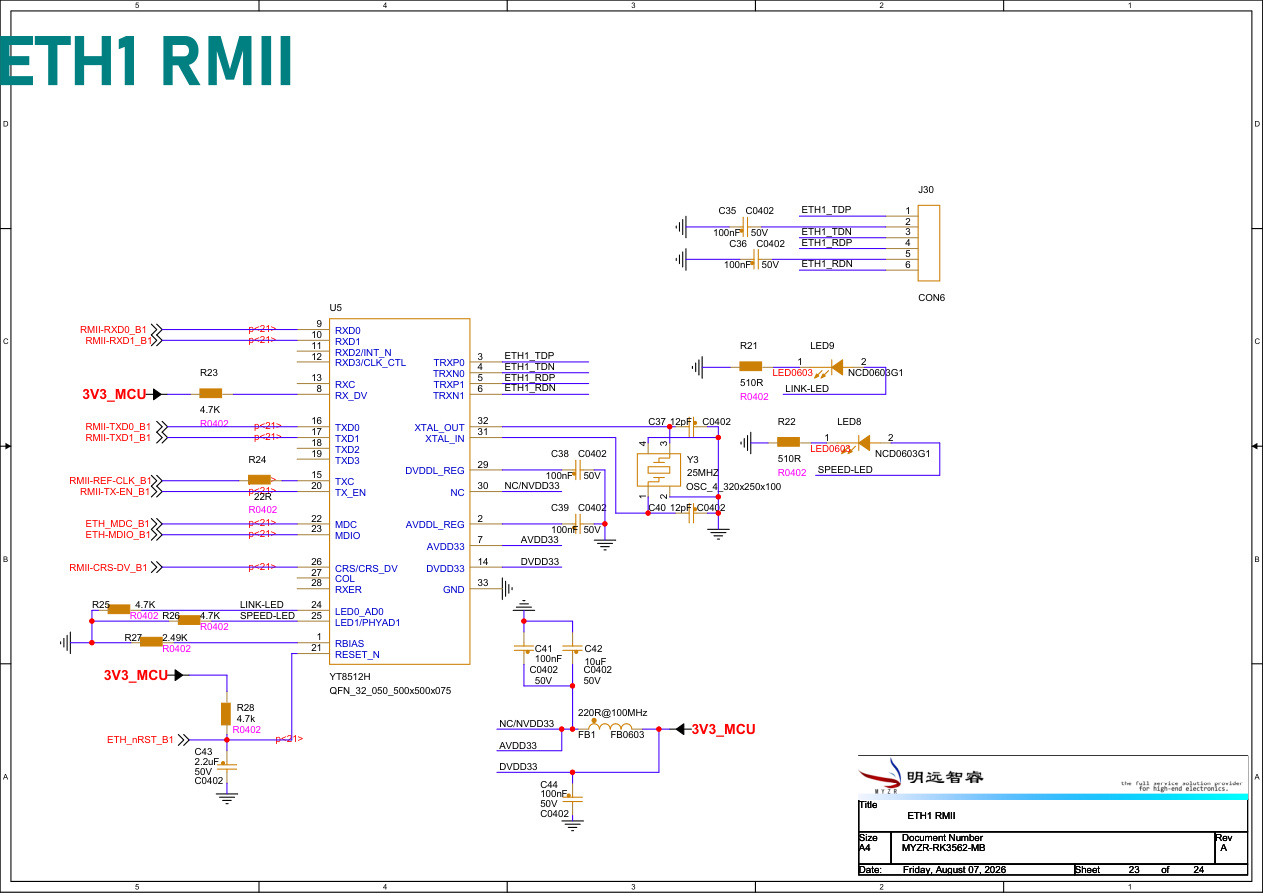 5 4 3 2 1
ETH1 RMII
D D
J30
C35 C0402
ETH1_TDP 1
2
100nF 50V
ETH1_TDN 3
C36 C0402
ETH1_RDP 4
5
100nF 50V
ETH1_RDN 6
CON6
U5
RMII-RXD0_B1 p<21> 9 RXD0
RMII-RXD1_B1 p<21> 10 RXD1
11 RXD2/INT_N
12 RXD3/CLK_CTL
TRXP0 3 ETH1_TDP
TRXN0 4 ETH1_TDN
TRXP1 5 ETH1_RDP
TRXN1 6 ETH1_RDN
C C
R21 LED9
1 2
LED0603 NCD0603G1
510R
R0402
LINK-LED
R23
13 RXC
3V3_MCU 8 RX_DV
4.7K
R0402
RMII-TXD0_B1 p<21> 16 TXD0
RMII-TXD1_B1 p<21> 17 TXD1
18 TXD2
19 TXD3
XTAL_OUT 32
XTAL_IN 31
C37 12pF C0402
R22 LED8
1 2
LED0603 NCD0603G1
510R
R0402
SPEED-LED
4 3
Y3
25MHZ
OSC_4_320x250x100
1 2
C40 12pF C0402
R24
RMII-REF-CLK_B1 p<21> 15 TXC
RMII-TX-EN_B1 p<21> 20 TX_EN
22R
R0402
DVDDL_REG 29
C38 C0402
100nF 50V
NC 30 NC/NVDD33
ETH_MDC_B1 p<21> 22 MDC
ETH-MDIO_B1 p<21> 23 MDIO
AVDDL_REG 2
C39 C0402
100nF 50V
AVDD33 7 AVDD33
DVDD33 14 DVDD33
GND 33
B B
RMII-CRS-DV_B1 p<21> 26 CRS/CRS_DV
27 COL
28 RXER
R25 4.7K LINK-LED 24 LED0_AD0
R0402
R26 4.7K SPEED-LED 25 LED1/PHYAD1
R0402
R27 2.49K 1 RBIAS
R0402
21 RESET_N
YT8512H
QFN_32_050_500x500x075
C41
100nF
C0402
50V
C42
10uF
C0402
50V
3V3_MCU
R28
4.7k
R0402
ETH_nRST_B1 p<21>
C43
2.2uF
50V
C0402
220R@100MHz
NC/NVDD33 FB1 FB0603 3V3_MCU
AVDD33
DVDD33
C44
100nF
50V
C0402
A A
明远智睿
MYZR
the full service solution provider
for high-end electronics.
Title
ETH1 RMII
Size Document Number Rev
A4 MYZR-RK3562-MB A
Date: Friday, August 07, 2026 Sheet 23 of 24
5 4 3 2 1